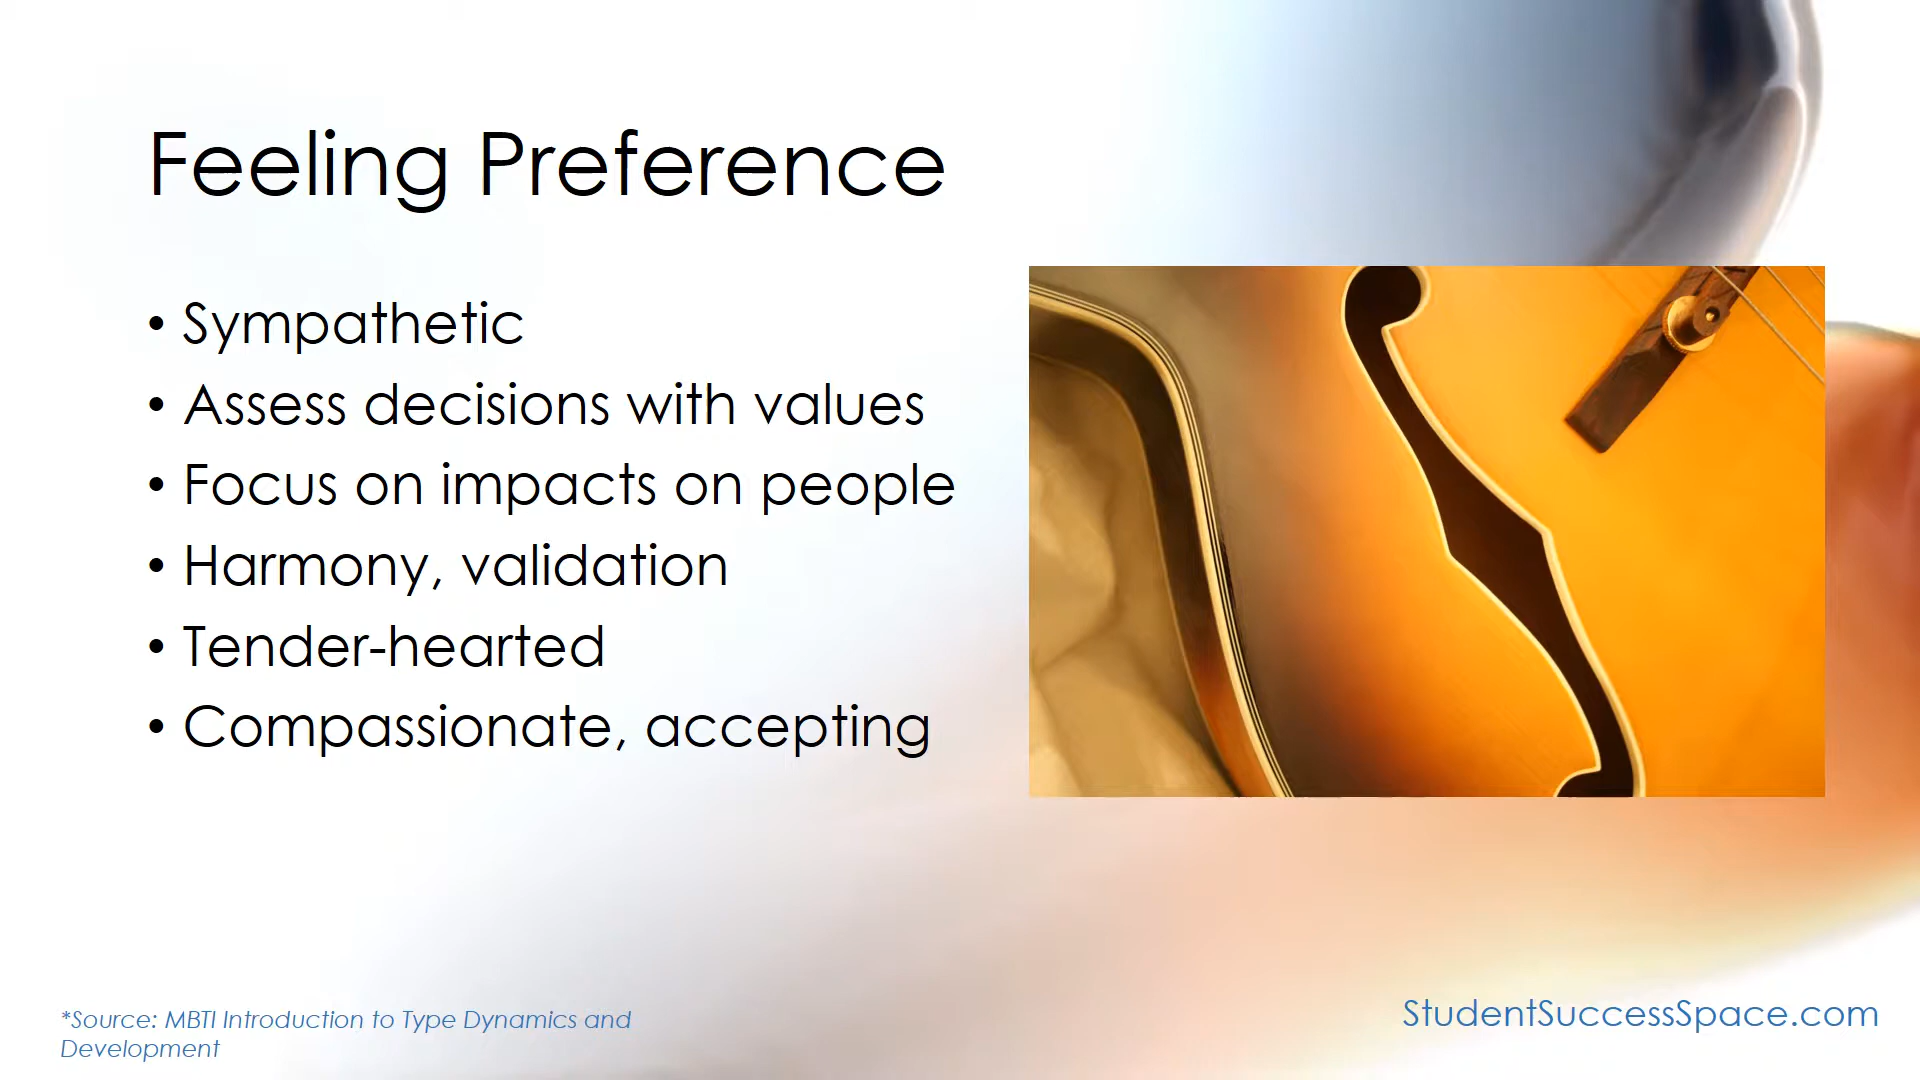 Feeling Preference
• Sympathetic
• Assess decisions with values
• Focus on impacts on people
• Harmony, validation
• Tender-hearted
• Compassionate, accepting
*Source: MBTI Introduction to Type Dynamics and
Development
StudentSuccessSpace.com